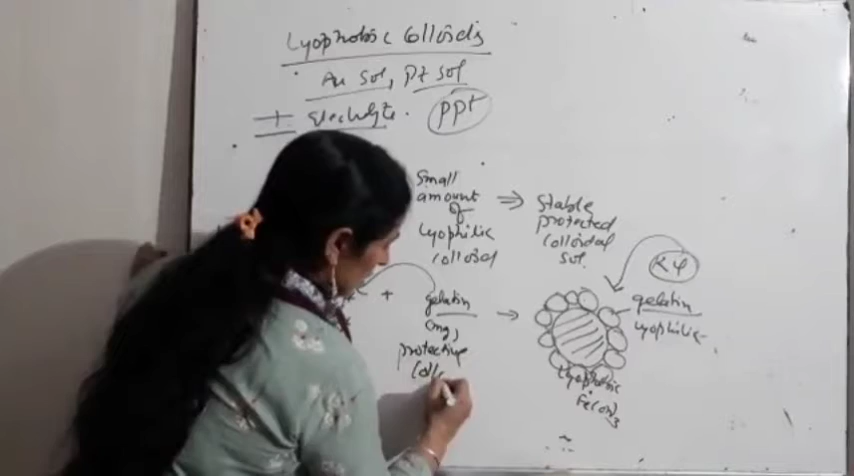 Lyophobic Colloids
Au Sol, Pt Sol
+ Electrolyte. ppt
Small
amount
of
Lyophilic
colloid
⇒
Stable
protected
Colloidal
Sol.
+ gelatin
(mg)
protective
Coll
→
gelatin
Lyophilic
Lyophobic
Fe(OH)3